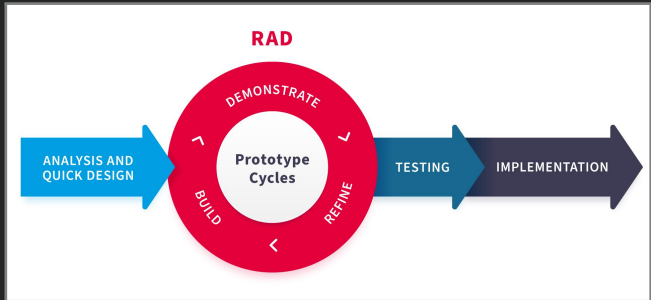 RAD
ANALYSIS AND
QUICK DESIGN
DEMONSTRATE
Prototype
Cycles
BUILD
REFINE
TESTING
IMPLEMENTATION